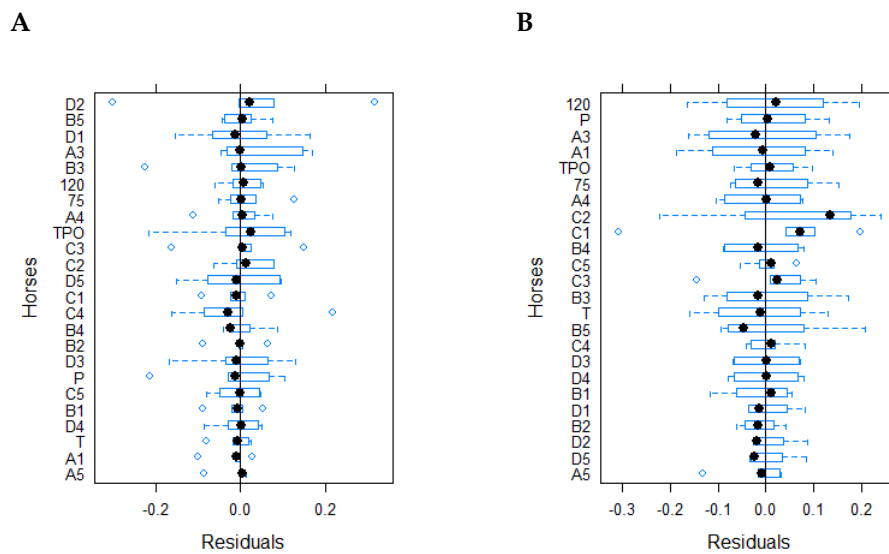 A
Horses
D2
B5
D1
A3
B3
120
75
A4
TPO
C3
C2
D5
C1
C4
B4
B2
D3
P
C5
B1
D4
T
A1
A5
-0.2 0.0 0.2
Residuals
B
Horses
120
P
A3
A1
TPO
75
A4
C2
C1
B4
C5
C3
B3
T
B5
C4
D3
D4
B1
D1
B2
D2
D5
A5
-0.3 -0.2 -0.1 0.0 0.1 0.2
Residuals